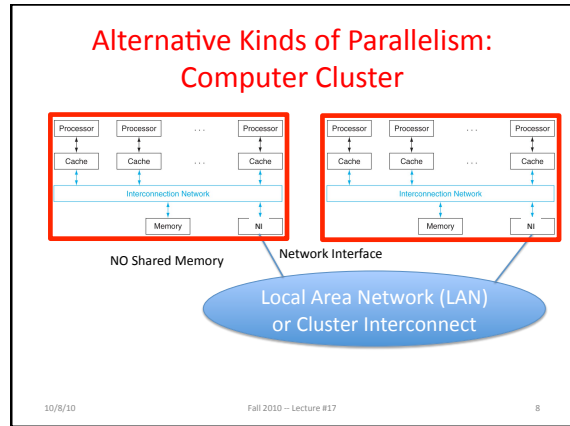 Alternative Kinds of Parallelism:
Computer Cluster
Processor Processor . . . Processor Processor Processor . . . Processor
Cache Cache . . . Cache Cache Cache . . . Cache
Interconnection Network Interconnection Network
Memory NI Memory NI
NO Shared Memory Network Interface
Local Area Network (LAN)
or Cluster Interconnect
10/8/10 Fall 2010 -- Lecture #17 8